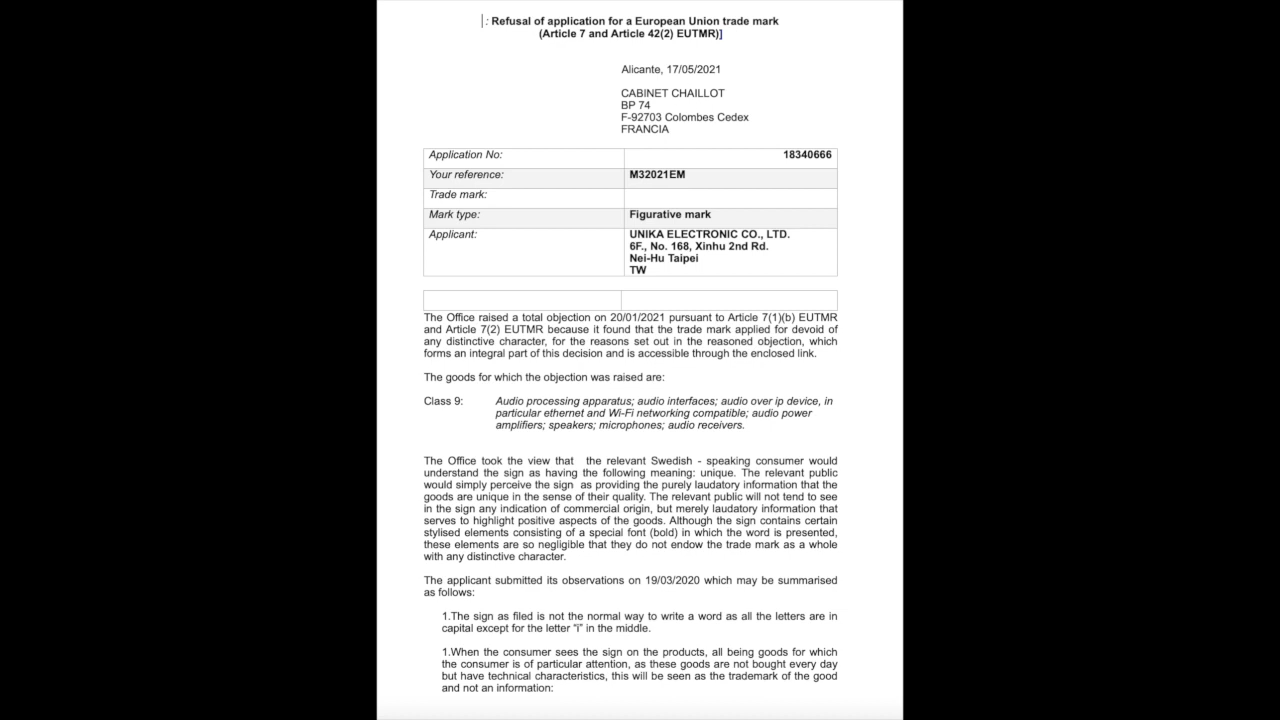 : Refusal of application for a European Union trade mark
(Article 7 and Article 42(2) EUTMR)]
Alicante, 17/05/2021
CABINET CHAILLOT
BP 74
F-92703 Colombes Cedex
FRANCIA
Application No: 18340666
Your reference: M32021EM
Trade mark:
Mark type: Figurative mark
Applicant: UNIKA ELECTRONIC CO., LTD.
6F., No. 168, Xinhu 2nd Rd.
Nei-Hu Taipei
TW
The Office raised a total objection on 20/01/2021 pursuant to Article 7(1)(b) EUTMR
and Article 7(2) EUTMR because it found that the trade mark applied for devoid of
any distinctive character, for the reasons set out in the reasoned objection, which
forms an integral part of this decision and is accessible through the enclosed link.
The goods for which the objection was raised are:
Class 9: Audio processing apparatus; audio interfaces; audio over ip device, in
particular ethernet and Wi-Fi networking compatible; audio power
amplifiers; speakers; microphones; audio receivers.
The Office took the view that the relevant Swedish - speaking consumer would
understand the sign as having the following meaning: unique. The relevant public
would simply perceive the sign as providing the purely laudatory information that the
goods are unique in the sense of their quality. The relevant public will not tend to see
in the sign any indication of commercial origin, but merely laudatory information that
serves to highlight positive aspects of the goods. Although the sign contains certain
stylised elements consisting of a special font (bold) in which the word is presented,
these elements are so negligible that they do not endow the trade mark as a whole
with any distinctive character.
The applicant submitted its observations on 19/03/2020 which may be summarised
as follows:
1.The sign as filed is not the normal way to write a word as all the letters are in
capital except for the letter “i” in the middle.
1.When the consumer sees the sign on the products, all being goods for which
the consumer is of particular attention, as these goods are not bought every day
but have technical characteristics, this will be seen as the trademark of the good
and not an information: